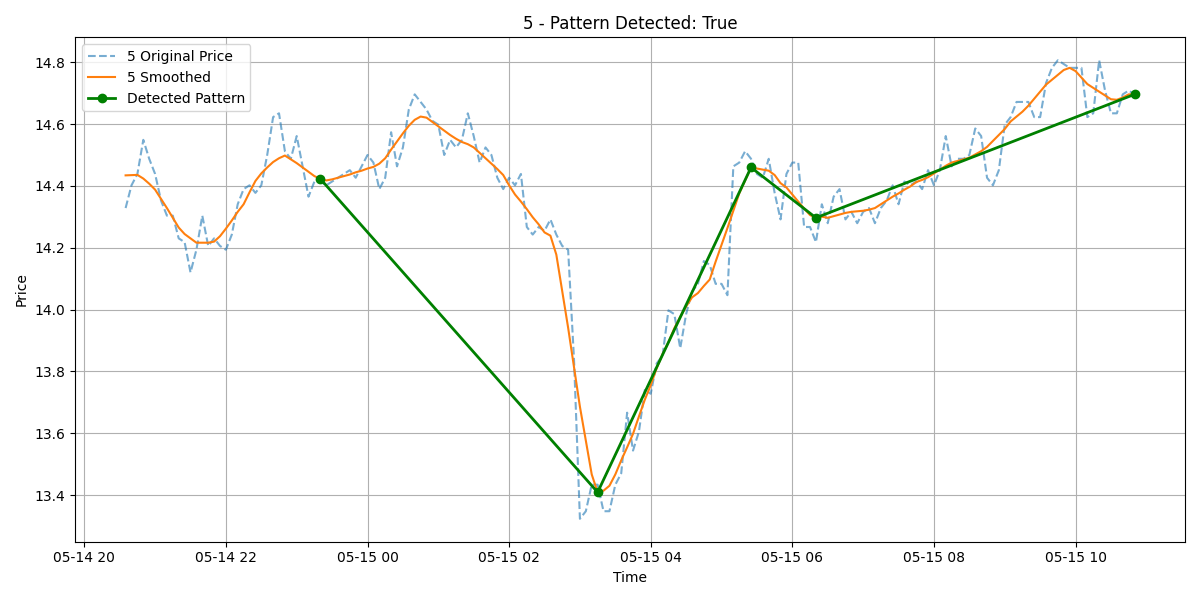 5 - Pattern Detected: True
5 Original Price
5 Smoothed
Detected Pattern
Price
14.8
14.6
14.4
14.2
14.0
13.8
13.6
13.4
05-14 20 05-14 22 05-15 00 05-15 02 05-15 04 05-15 06 05-15 08 05-15 10
Time